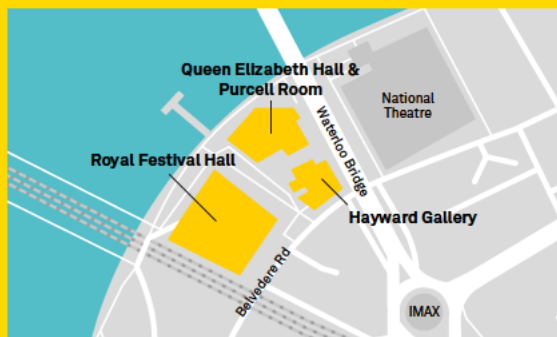 Queen Elizabeth Hall &
Purcell Room
National
Theatre
Waterloo Bridge
Royal Festival Hall
Hayward Gallery
Belvedere Rd
IMAX